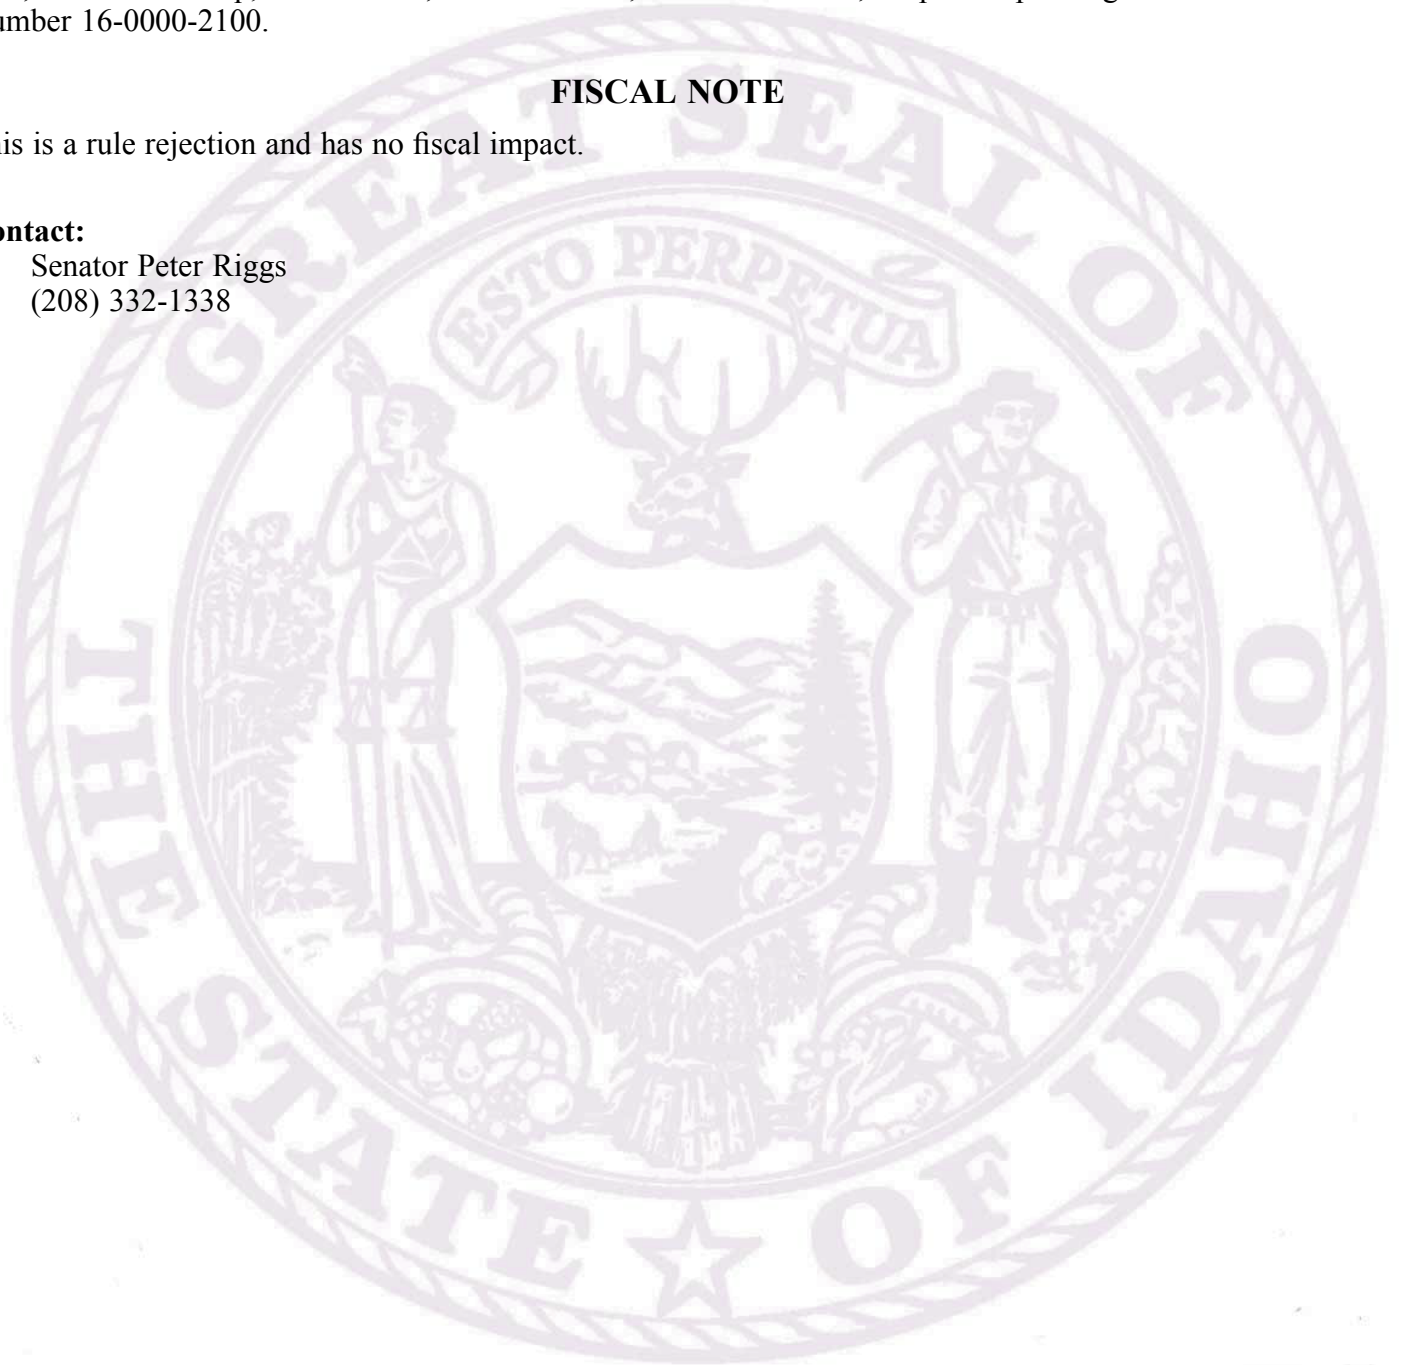 umber 16-0000-2100.
FISCAL NOTE
his is a rule rejection and has no fiscal impact.
ontact:
Senator Peter Riggs
(208) 332-1338
GREAT SEAL OF
ESTO PERPETUA
THE STATE OF IDAHO